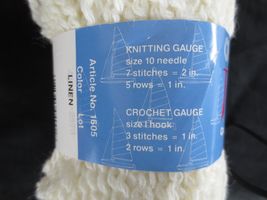 KNITTING GAUGE
size 10 needle
7 stitches = 2 in.
5 rows = 1 in.
CROCHET GAUGE
size I hook
3 stitches = 1 in.
2 rows = 1 in.
Article No. 1605
Color Lot
LINEN